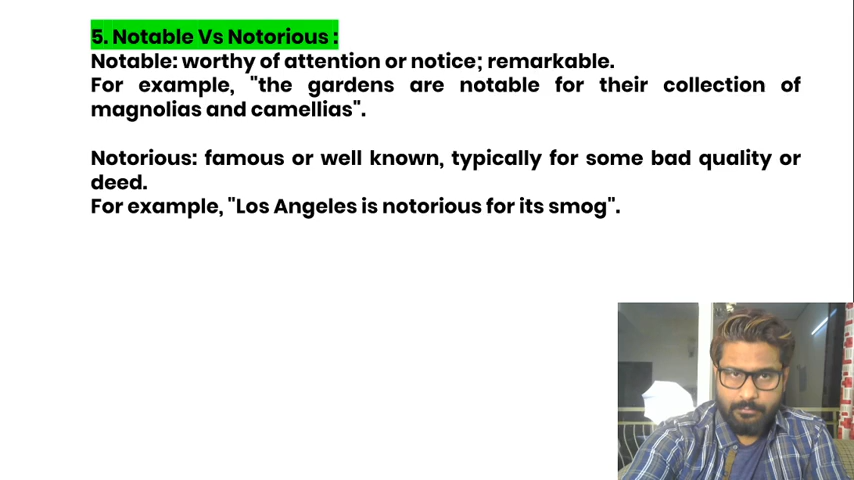 5. Notable Vs Notorious :
Notable: worthy of attention or notice; remarkable.
For example, "the gardens are notable for their collection of
magnolias and camellias".
Notorious: famous or well known, typically for some bad quality or
deed.
For example, "Los Angeles is notorious for its smog".